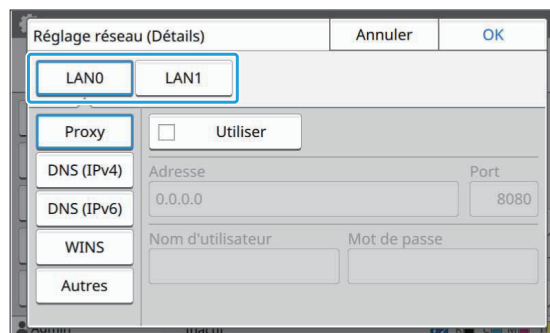 Réglage réseau (Détails) Annuler OK
LAN0 LAN1
Proxy Utiliser
DNS (IPv4) Adresse Port
DNS (IPv6) 0.0.0.0 8080
WINS Nom d'utilisateur Mot de passe
Autres